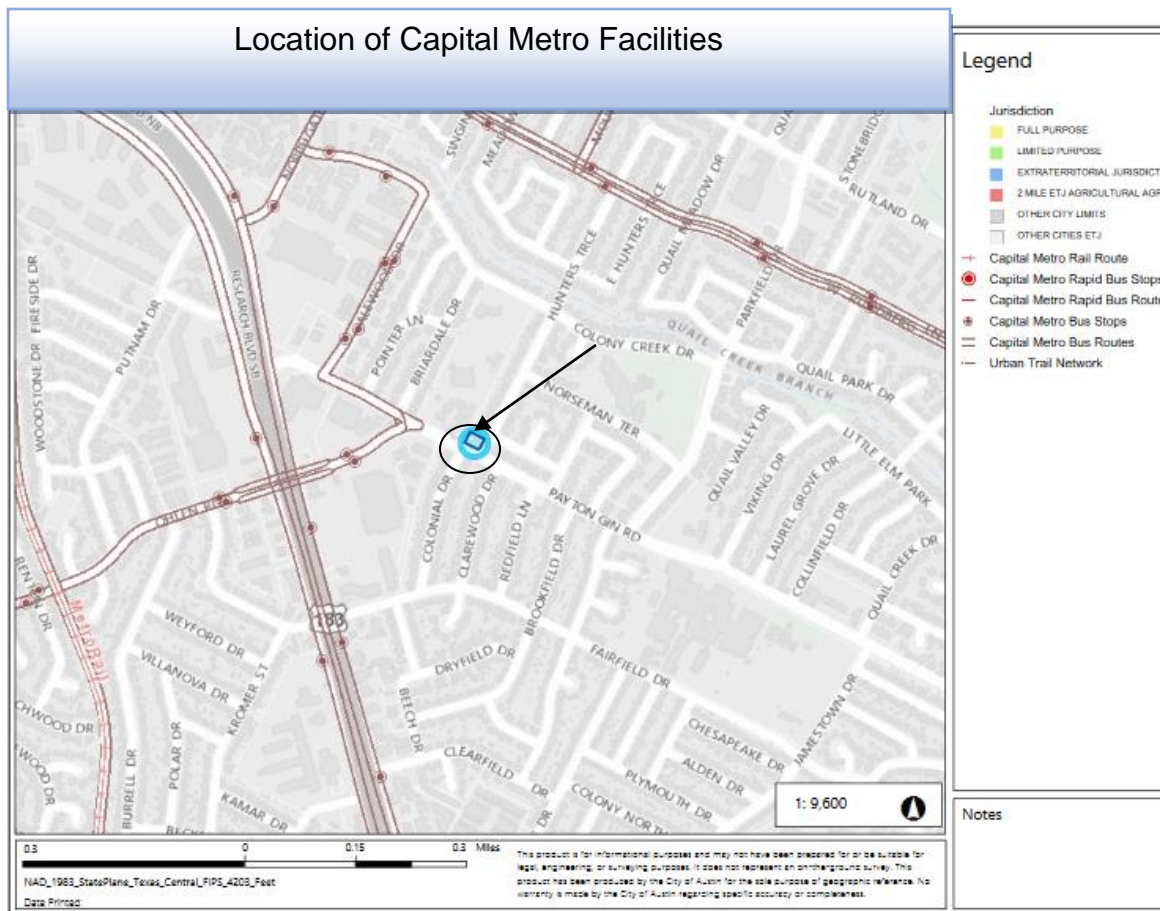 Location of Capital Metro Facilities
Legend
Jurisdiction
FULL PURPOSE
LIMITED PURPOSE
EXTRATERRITORIAL JURISDICT
2 MILE ETJ AGRICULTURAL AGR
OTHER CITY LIMITS
OTHER CITIES ETJ
Capital Metro Rail Route
Capital Metro Rapid Bus Stops
Capital Metro Rapid Bus Route
Capital Metro Bus Stops
Capital Metro Bus Routes
Urban Trail Network
Notes
RUTLAND DR
QUAIL MEADOW DR
E HUNTERS TRCE
HUNTERS TRCE
PARKFIELD DR
WOODSTONE DR
FIRESIDE DR
PUTNAM DR
RESEARCH BLVD SB
POINTER LN
BRIARDALE DR
COLONY CREEK DR
QUAIL CREEK BRANCH
QUAIL PARK DR
NORSEMAN TER
LITTLE ELM PARK
QUAIL VALLEY DR
VIKING DR
LAUREL GROVE DR
COLLINFIELD DR
QUAIL CREEK DR
PAYTON GIN RD
COLONIAL DR
CLAREWOOD DR
REDFIELD LN
BROOKFIELD DR
OHLEN RD
MetroRail
183
WEYFORD DR
VILLANOVA DR
KROMER ST
POLAR DR
BURRELL DR
KAMAR DR
DRYFIELD DR
FAIRFIELD DR
BEECH DR
CLEARFIELD DR
CHESAPEAKE DR
ALDEN DR
JAMESTOWN DR
PLYMOUTH DR
COLONY NORTH
1: 9,600
0.3 0 0.15 0.3 Miles
NAD_1983_StatePlane_Texas_Central_FIPS_4203_Feet
Date Printed:
This product is for informational purposes and may not have been prepared for or be suitable for
legal, engineering, or surveying purposes. It does not represent an on-the-ground survey. This
product has been produced by the City of Austin for the sole purpose of geographic reference. No
warranty is made by the City of Austin regarding specific accuracy or completeness.